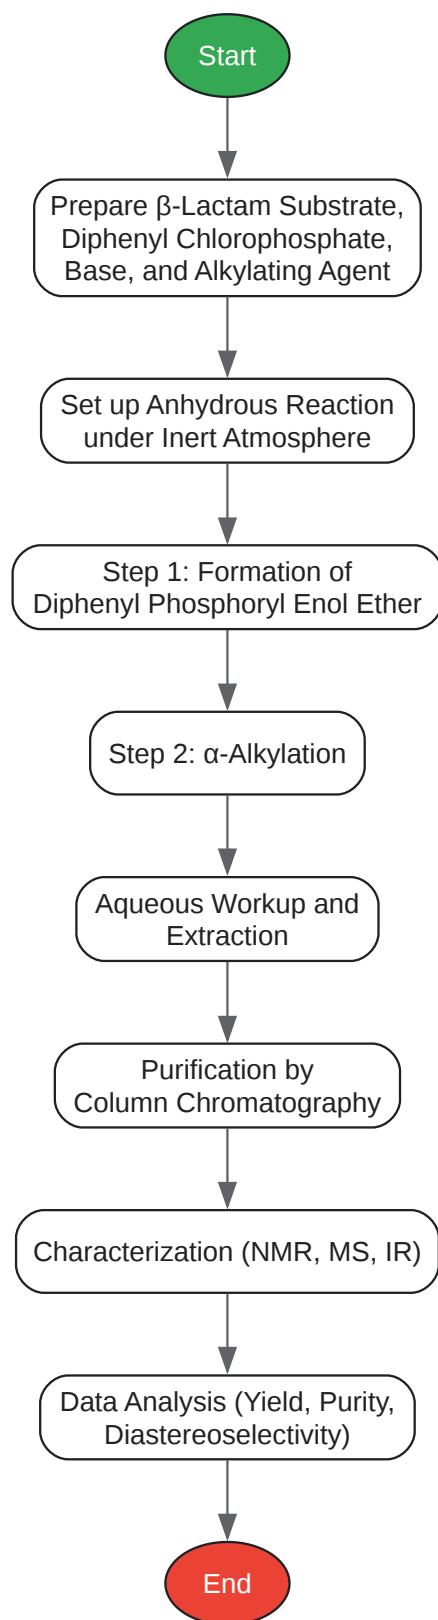 Start
Prepare β-Lactam Substrate,
Diphenyl Chlorophosphate,
Base, and Alkylating Agent
Set up Anhydrous Reaction
under Inert Atmosphere
Step 1: Formation of
Diphenyl Phosphoryl Enol Ether
Step 2: α-Alkylation
Aqueous Workup and
Extraction
Purification by
Column Chromatography
Characterization (NMR, MS, IR)
Data Analysis (Yield, Purity,
Diastereoselectivity)
End